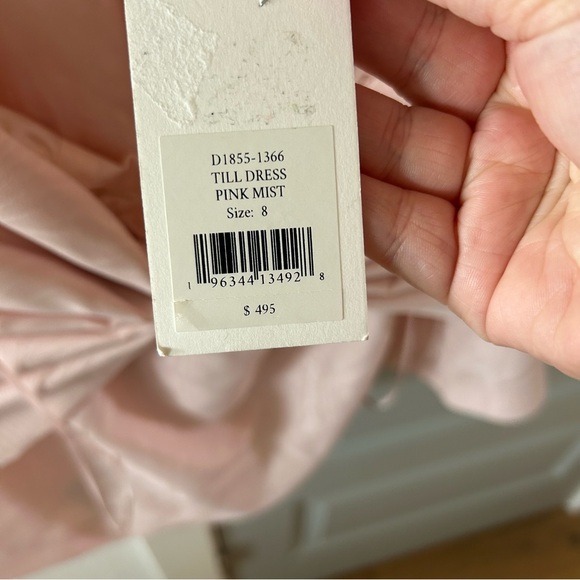 D1855-1366
TILL DRESS
PINK MIST
Size: 8
1 96344 13492 8
$ 495